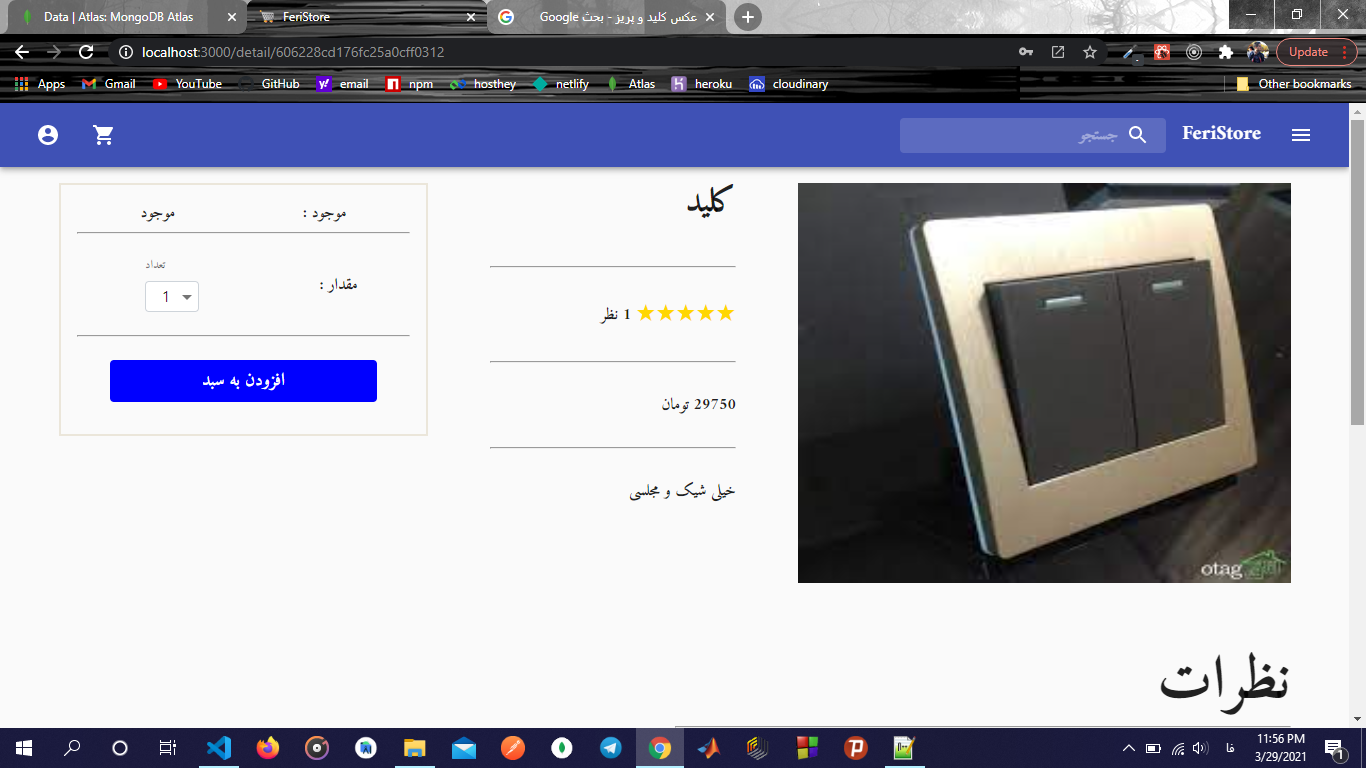 Data | Atlas: MongoDB Atlas
FeriStore
عکس کلید و پریز - بحث Google
localhost:3000/detail/606228cd176fc25a0cff0312
Update
Apps
Gmail
YouTube
GitHub
email
npm
hosthey
netlify
Atlas
heroku
cloudinary
Other bookmarks
FeriStore
جستجو
کلید
1 نظر
29750 تومان
خیلی شیک و مجلسی
موجود :
موجود
مقدار :
تعداد
1
افزودن به سبد
otag
نظرات
فا
11:56 PM
3/29/2021
1